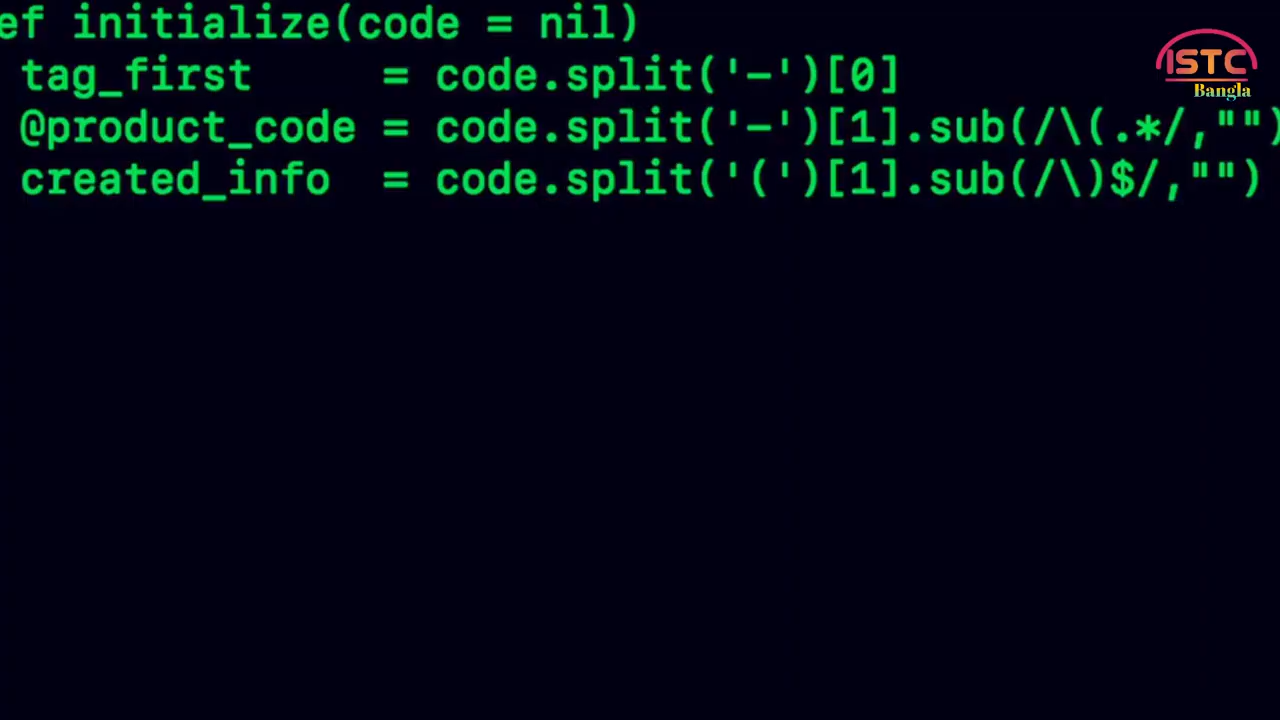 ef initialize(code = nil)
tag_first = code.split('-')[0]
@product_code = code.split('-')[1].sub(/\(.*/,"")
created_info = code.split('(')[1].sub(/\)$/,"")
ISTC
Bangla